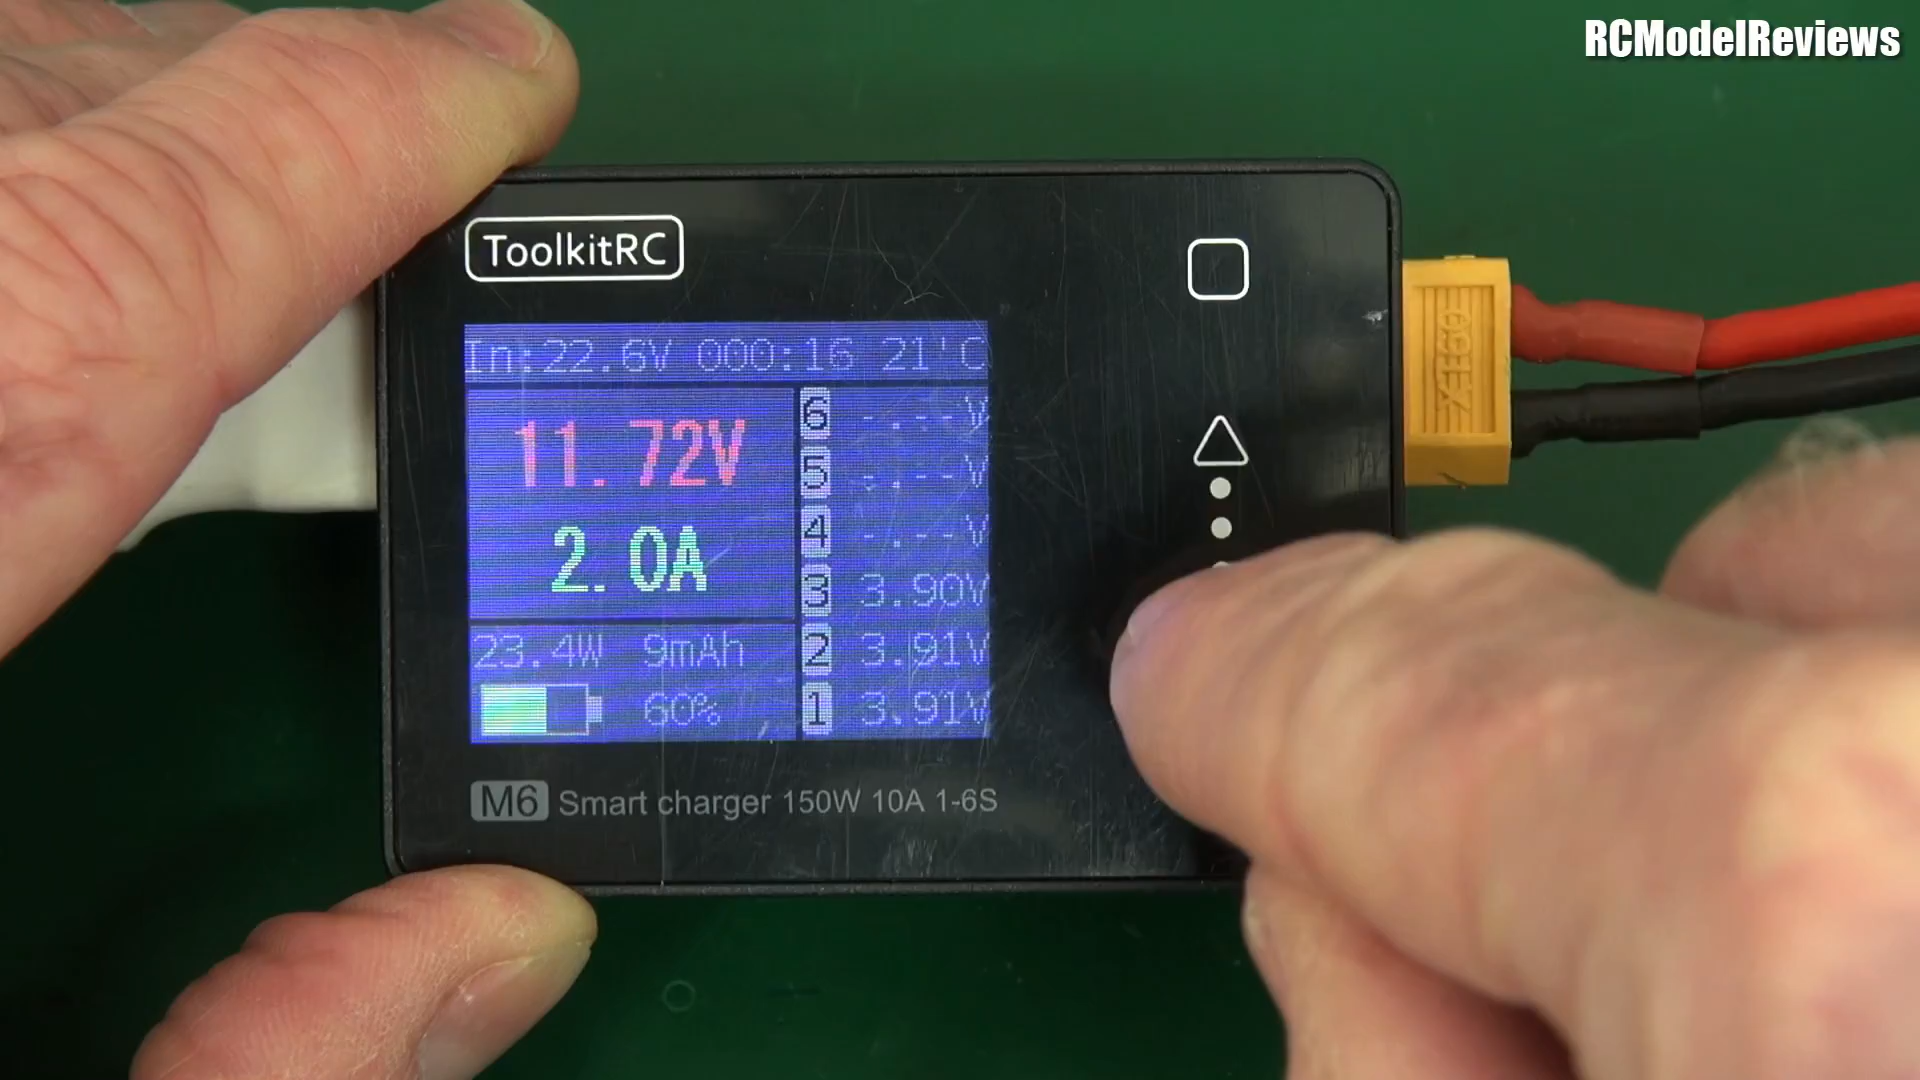 RCModelReviews
ToolkitRC
In:22.6V 000:16 21'C
11.72V
2.0A
23.4W 9mAh
60%
6 -.--V
5 -.--V
4 -.--V
3 3.90V
2 3.91V
1 3.91V
M6 Smart charger 150W 10A 1-6S
XT60